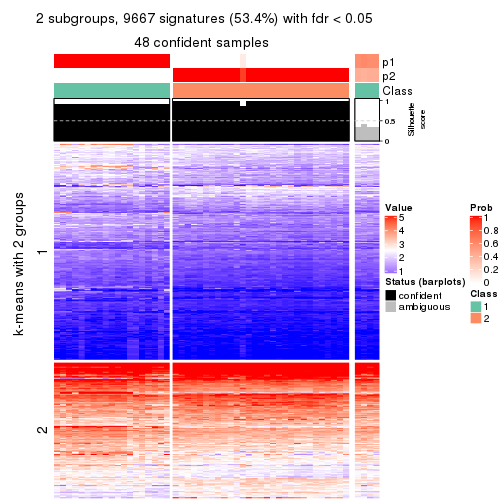 2 subgroups, 9667 signatures (53.4%) with fdr < 0.05
48 confident samples
p1
p2
Class
1
0.5
0
Silhouette
score
k-means with 2 groups
1
2
Value
5
4
3
2
1
Status (barplots)
confident
ambiguous
Prob
1
0.8
0.6
0.4
0.2
0
Class
1
2